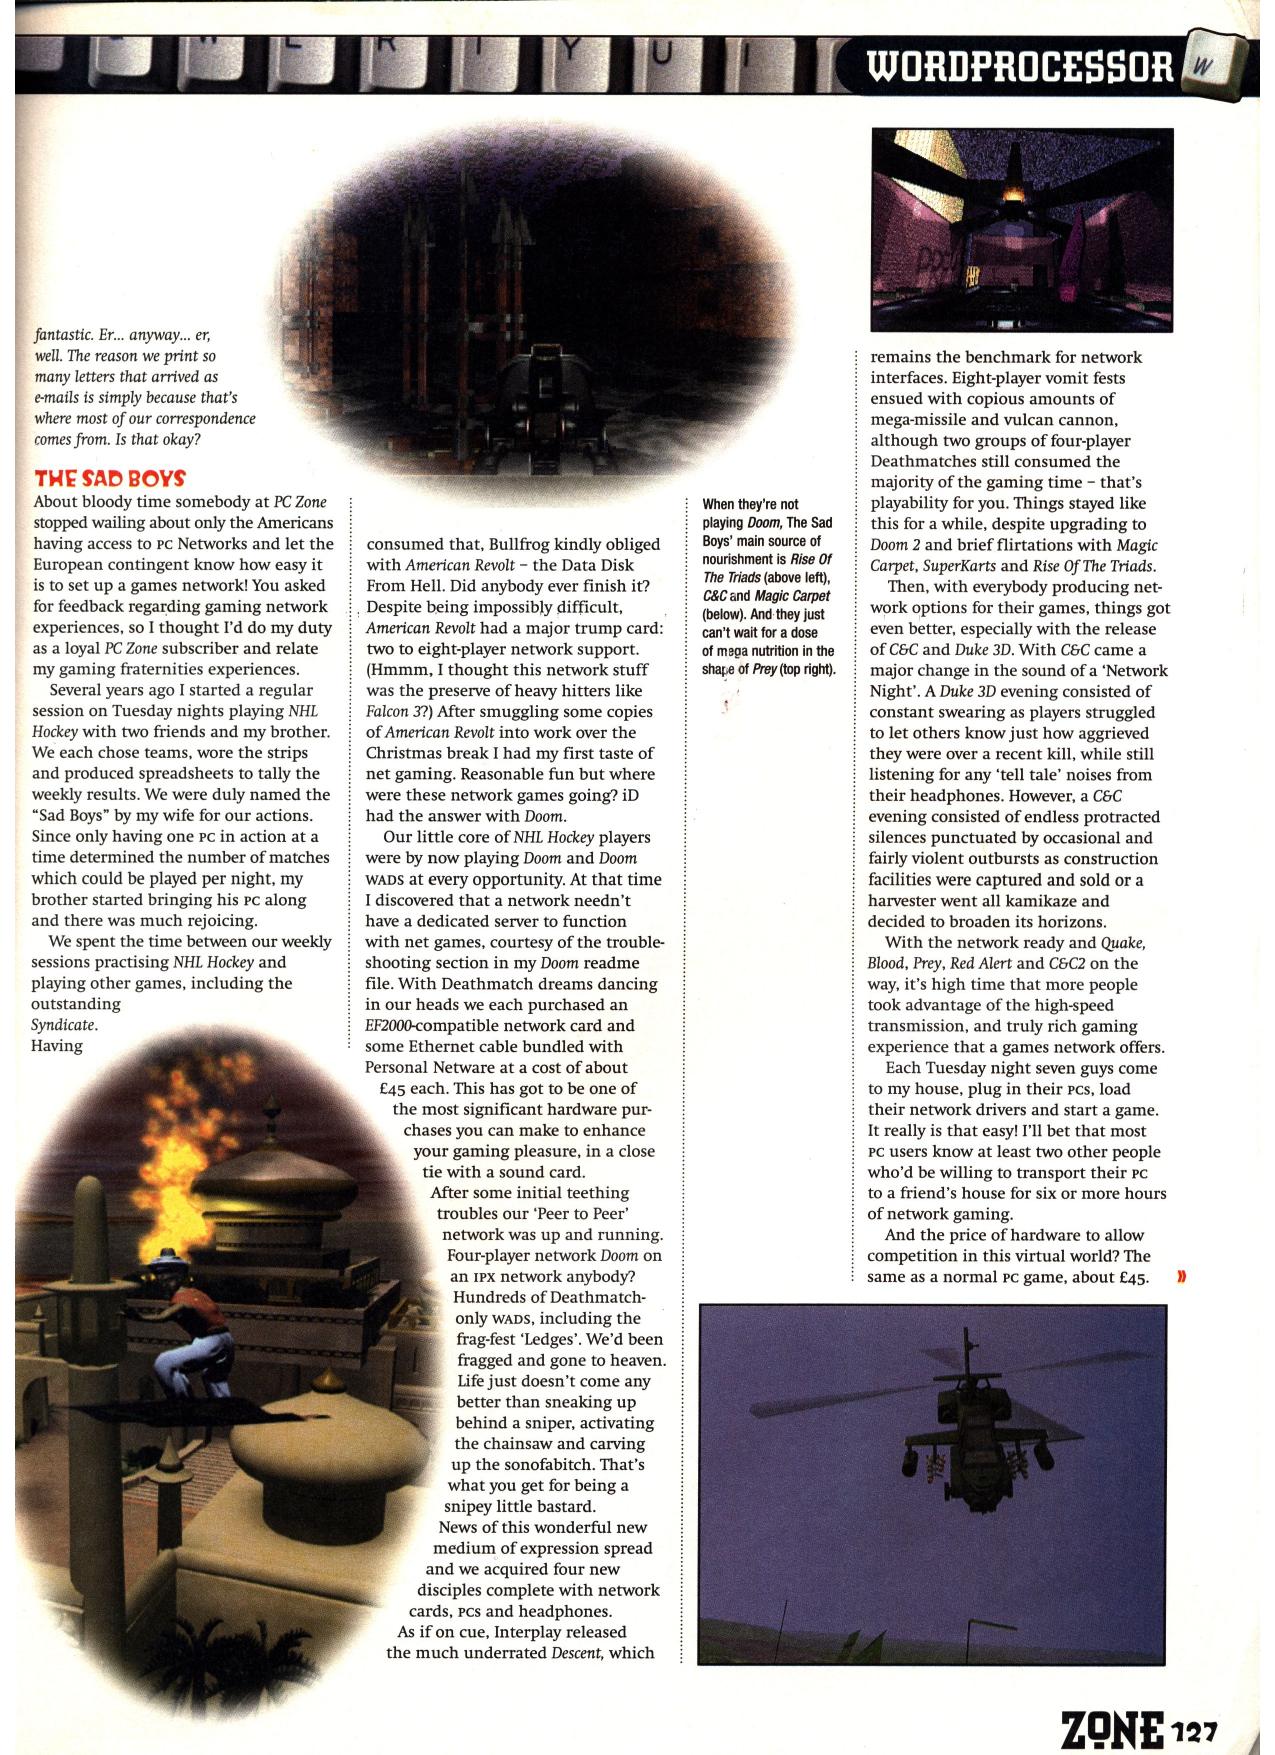 WORDPROCESSOR
W
fantastic. Er... anyway... er,
well. The reason we print so
many letters that arrived as
e-mails is simply because that's
where most of our correspondence
comes from. Is that okay?
THE SAD BOYS
About bloody time somebody at PC Zone
stopped wailing about only the Americans
having access to PC Networks and let the
European contingent know how easy it
is to set up a games network! You asked
for feedback regarding gaming network
experiences, so I thought I'd do my duty
as a loyal PC Zone subscriber and relate
my gaming fraternities experiences.
Several years ago I started a regular
session on Tuesday nights playing NHL
Hockey with two friends and my brother.
We each chose teams, wore the strips
and produced spreadsheets to tally the
weekly results. We were duly named the
“Sad Boys” by my wife for our actions.
Since only having one PC in action at a
time determined the number of matches
which could be played per night, my
brother started bringing his PC along
and there was much rejoicing.
We spent the time between our weekly
sessions practising NHL Hockey and
playing other games, including the
outstanding
Syndicate.
Having
consumed that, Bullfrog kindly obliged
with American Revolt – the Data Disk
From Hell. Did anybody ever finish it?
Despite being impossibly difficult,
American Revolt had a major trump card:
two to eight-player network support.
(Hmmm, I thought this network stuff
was the preserve of heavy hitters like
Falcon 3?) After smuggling some copies
of American Revolt into work over the
Christmas break I had my first taste of
net gaming. Reasonable fun but where
were these network games going? iD
had the answer with Doom.
Our little core of NHL Hockey players
were by now playing Doom and Doom
WADS at every opportunity. At that time
I discovered that a network needn't
have a dedicated server to function
with net games, courtesy of the trouble-
shooting section in my Doom readme
file. With Deathmatch dreams dancing
in our heads we each purchased an
EF2000-compatible network card and
some Ethernet cable bundled with
Personal Netware at a cost of about
£45 each. This has got to be one of
the most significant hardware pur-
chases you can make to enhance
your gaming pleasure, in a close
tie with a sound card.
After some initial teething
troubles our ‘Peer to Peer’
network was up and running.
Four-player network Doom on
an IPX network anybody?
Hundreds of Deathmatch-
only WADS, including the
frag-fest ‘Ledges’. We'd been
fragged and gone to heaven.
Life just doesn't come any
better than sneaking up
behind a sniper, activating
the chainsaw and carving
up the sonofabitch. That's
what you get for being a
snipey little bastard.
News of this wonderful new
medium of expression spread
and we acquired four new
disciples complete with network
cards, PCs and headphones.
As if on cue, Interplay released
the much underrated Descent, which
When they're not
playing Doom, The Sad
Boys' main source of
nourishment is Rise Of
The Triads (above left),
C&C and Magic Carpet
(below). And they just
can't wait for a dose
of mega nutrition in the
shape of Prey (top right).
remains the benchmark for network
interfaces. Eight-player vomit fests
ensued with copious amounts of
mega-missile and vulcan cannon,
although two groups of four-player
Deathmatches still consumed the
majority of the gaming time – that's
playability for you. Things stayed like
this for a while, despite upgrading to
Doom 2 and brief flirtations with Magic
Carpet, SuperKarts and Rise Of The Triads.
Then, with everybody producing net-
work options for their games, things got
even better, especially with the release
of C&C and Duke 3D. With C&C came a
major change in the sound of a ‘Network
Night’. A Duke 3D evening consisted of
constant swearing as players struggled
to let others know just how aggrieved
they were over a recent kill, while still
listening for any ‘tell tale’ noises from
their headphones. However, a C&C
evening consisted of endless protracted
silences punctuated by occasional and
fairly violent outbursts as construction
facilities were captured and sold or a
harvester went all kamikaze and
decided to broaden its horizons.
With the network ready and Quake,
Blood, Prey, Red Alert and C&C2 on the
way, it's high time that more people
took advantage of the high-speed
transmission, and truly rich gaming
experience that a games network offers.
Each Tuesday night seven guys come
to my house, plug in their PCs, load
their network drivers and start a game.
It really is that easy! I'll bet that most
PC users know at least two other people
who'd be willing to transport their PC
to a friend's house for six or more hours
of network gaming.
And the price of hardware to allow
competition in this virtual world? The
same as a normal PC game, about £45. »
ZONE 127